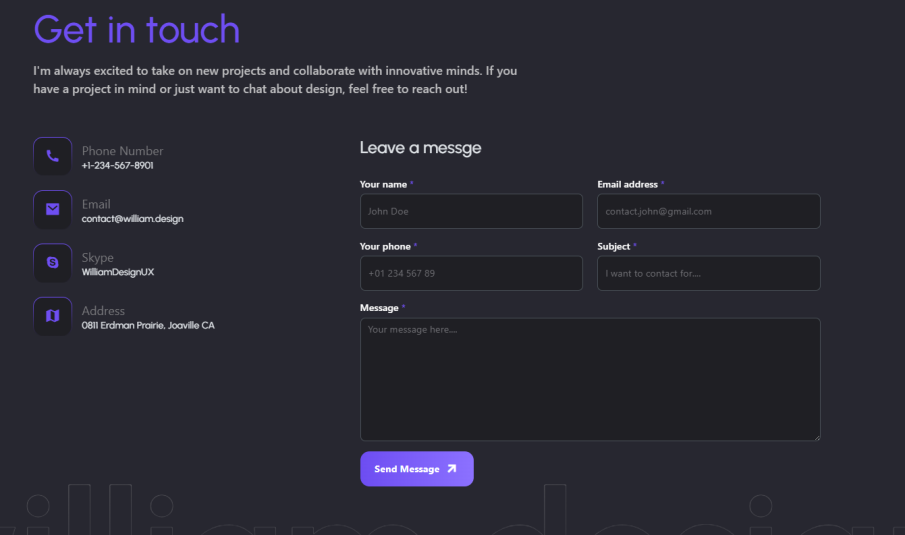 Get in touch
I'm always excited to take on new projects and collaborate with innovative minds. If you
have a project in mind or just want to chat about design, feel free to reach out!
Phone Number
+1-234-567-8901
Email
contact@william.design
Skype
WilliamDesignUX
Address
0811 Erdman Prairie, Joaville CA
Leave a messge
Your name *
John Doe
Email address *
contact.john@gmail.com
Your phone *
+01 234 567 89
Subject *
I want to contact for....
Message *
Your message here....
Send Message
william design